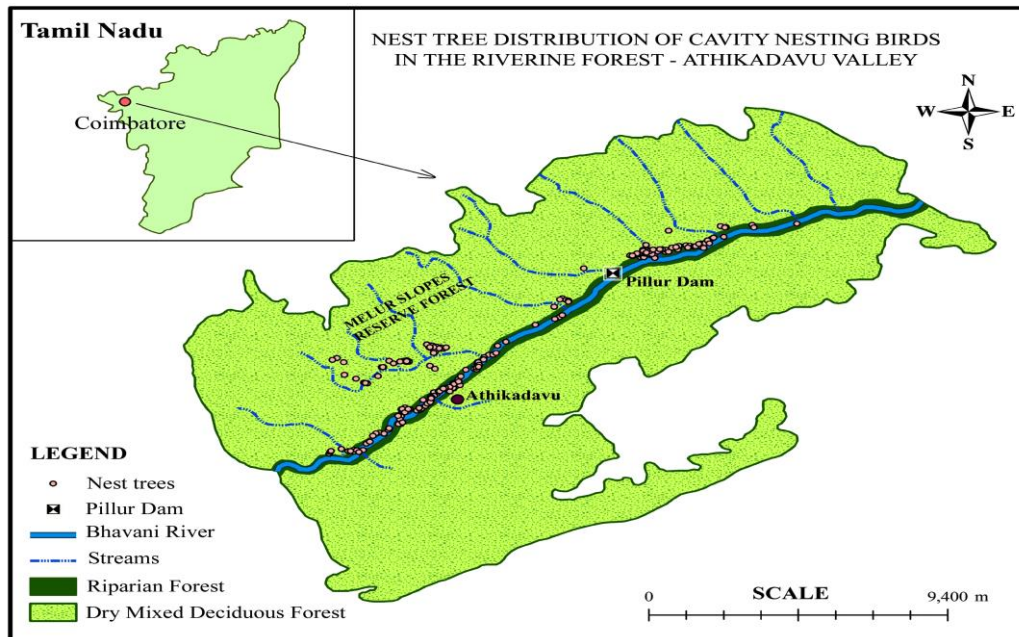 Tamil Nadu
Coimbatore
NEST TREE DISTRIBUTION OF CAVITY NESTING BIRDS
IN THE RIVERINE FOREST - ATHIKADAVU VALLEY
N
W E
S
MELUR SLOPES
RESERVE FOREST
Pillur Dam
Athikadavu
LEGEND
Nest trees
Pillur Dam
Bhavani River
Streams
Riparian Forest
Dry Mixed Deciduous Forest
SCALE
0 9,400 m